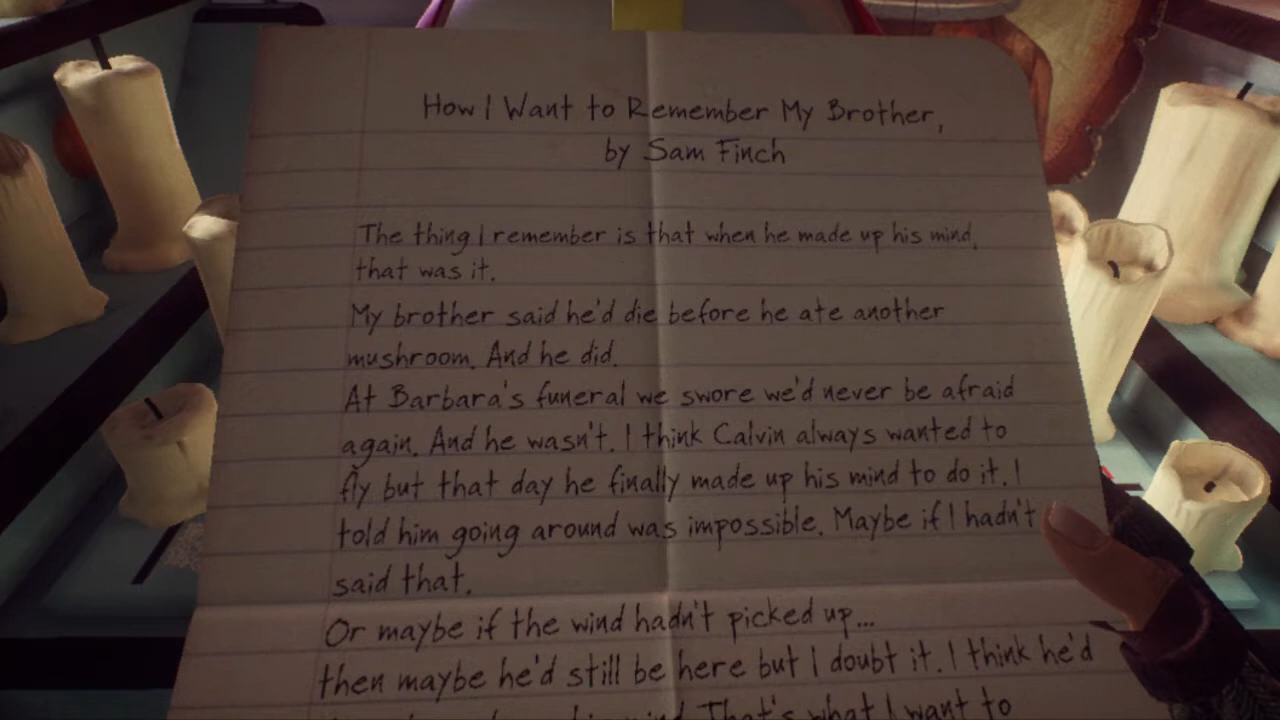 How I Want to Remember My Brother,
by Sam Finch
The thing I remember is that when he made up his mind,
that was it.
My brother said he'd die before he ate another
mushroom. And he did.
At Barbara's funeral we swore we'd never be afraid
again. And he wasn't. I think Calvin always wanted to
fly but that day he finally made up his mind to do it. I
told him going around was impossible. Maybe if I hadn't
said that.
Or maybe if the wind hadn't picked up...
then maybe he'd still be here but I doubt it. I think he'd
mind. That's what I want to